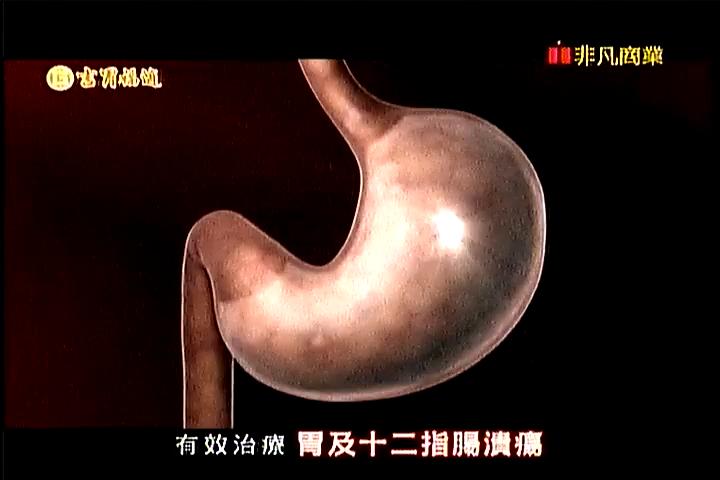 非凡商業
有效治療 胃及十二指腸潰瘍